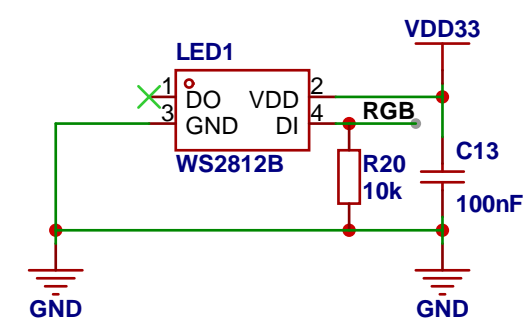 VDD33
LED1
1 DO VDD 2
3 GND DI 4
RGB
WS2812B
R20
10k
C13
100nF
GND
GND